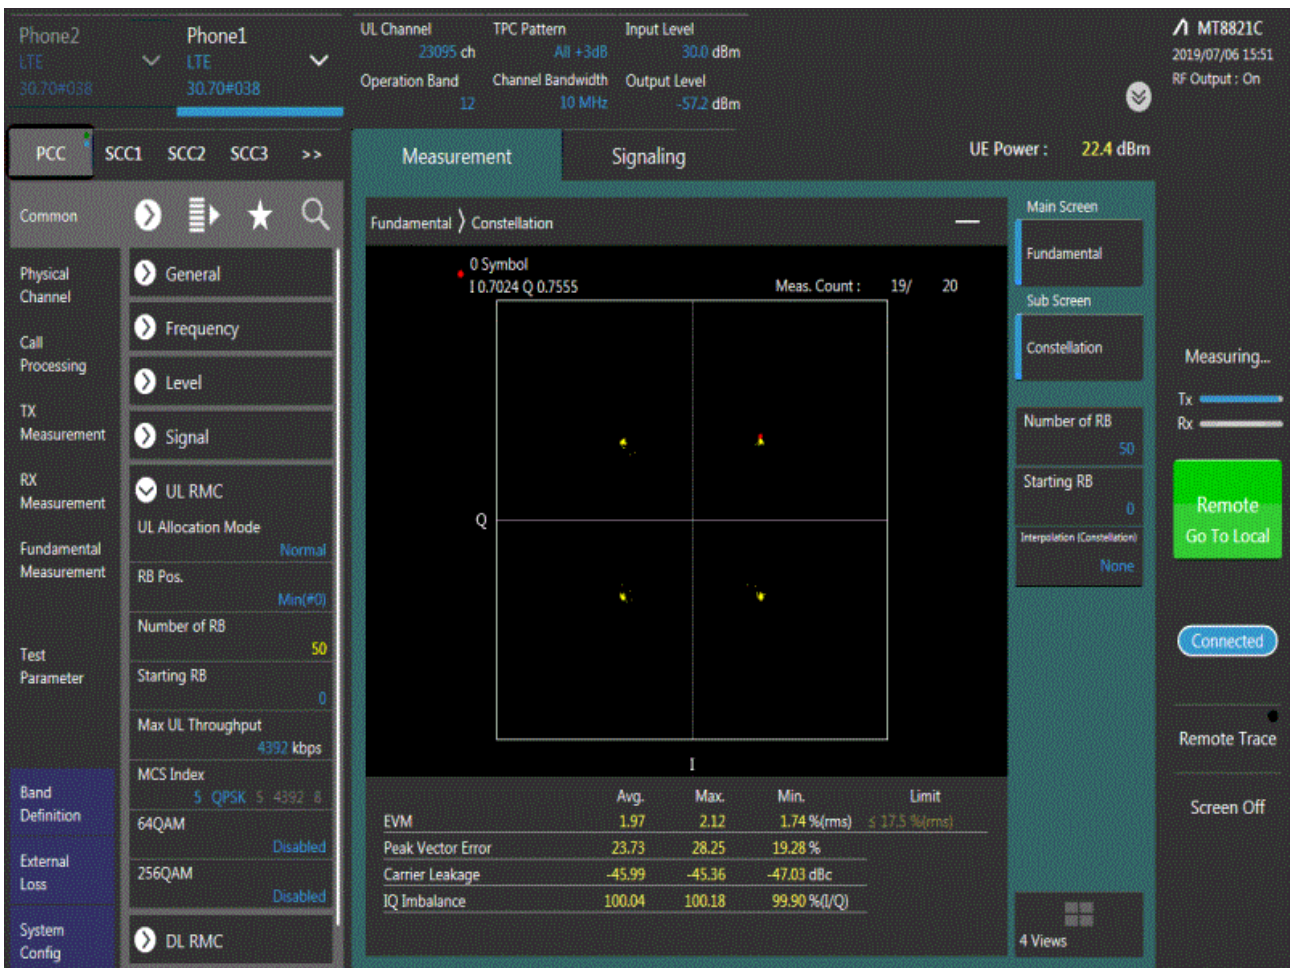 Phone2
LTE
30.70#038
Phone1
LTE
30.70#038
UL Channel
23095 ch
TPC Pattern
All +3dB
Input Level
30.0 dBm
Operation Band
12
Channel Bandwidth
10 MHz
Output Level
-57.2 dBm
MT8821C
2019/07/06 15:51
RF Output : On
PCC SCC1 SCC2 SCC3 >>
Measurement
Signaling
UE Power : 22.4 dBm
Common
Physical
Channel
Call
Processing
TX
Measurement
RX
Measurement
Fundamental
Measurement
Test
Parameter
Band
Definition
External
Loss
System
Config
General
Frequency
Level
Signal
UL RMC
UL Allocation Mode
Normal
RB Pos.
Min(#0)
Number of RB
50
Starting RB
0
Max UL Throughput
4392 kbps
MCS Index
5 QPSK 5 4392 8
64QAM
Disabled
256QAM
Disabled
DL RMC
Fundamental Constellation
0 Symbol
I 0.7024 Q 0.7555
Meas. Count : 19/ 20
Q
I
Avg. Max. Min. Limit
EVM 1.97 2.12 1.74 %(rms) ≤ 17.5 %(rms)
Peak Vector Error 23.73 28.25 19.28 %
Carrier Leakage -45.99 -45.36 -47.03 dBc
IQ Imbalance 100.04 100.18 99.90 %(I/Q)
Main Screen
Fundamental
Sub Screen
Constellation
Number of RB
50
Starting RB
0
Interpolation (Constellation)
None
4 Views
Measuring...
Tx
Rx
Remote
Go To Local
Connected
Remote Trace
Screen Off